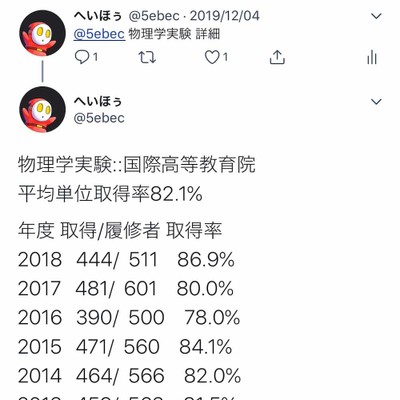 へいほぅ @5ebec · 2019/12/04
@5ebec 物理学実験 詳細
1 1
へいほぅ
@5ebec
物理学実験::国際高等教育院
平均単位取得率82.1%
年度 取得/履修者 取得率
2018 444/ 511 86.9%
2017 481/ 601 80.0%
2016 390/ 500 78.0%
2015 471/ 560 84.1%
2014 464/ 566 82.0%